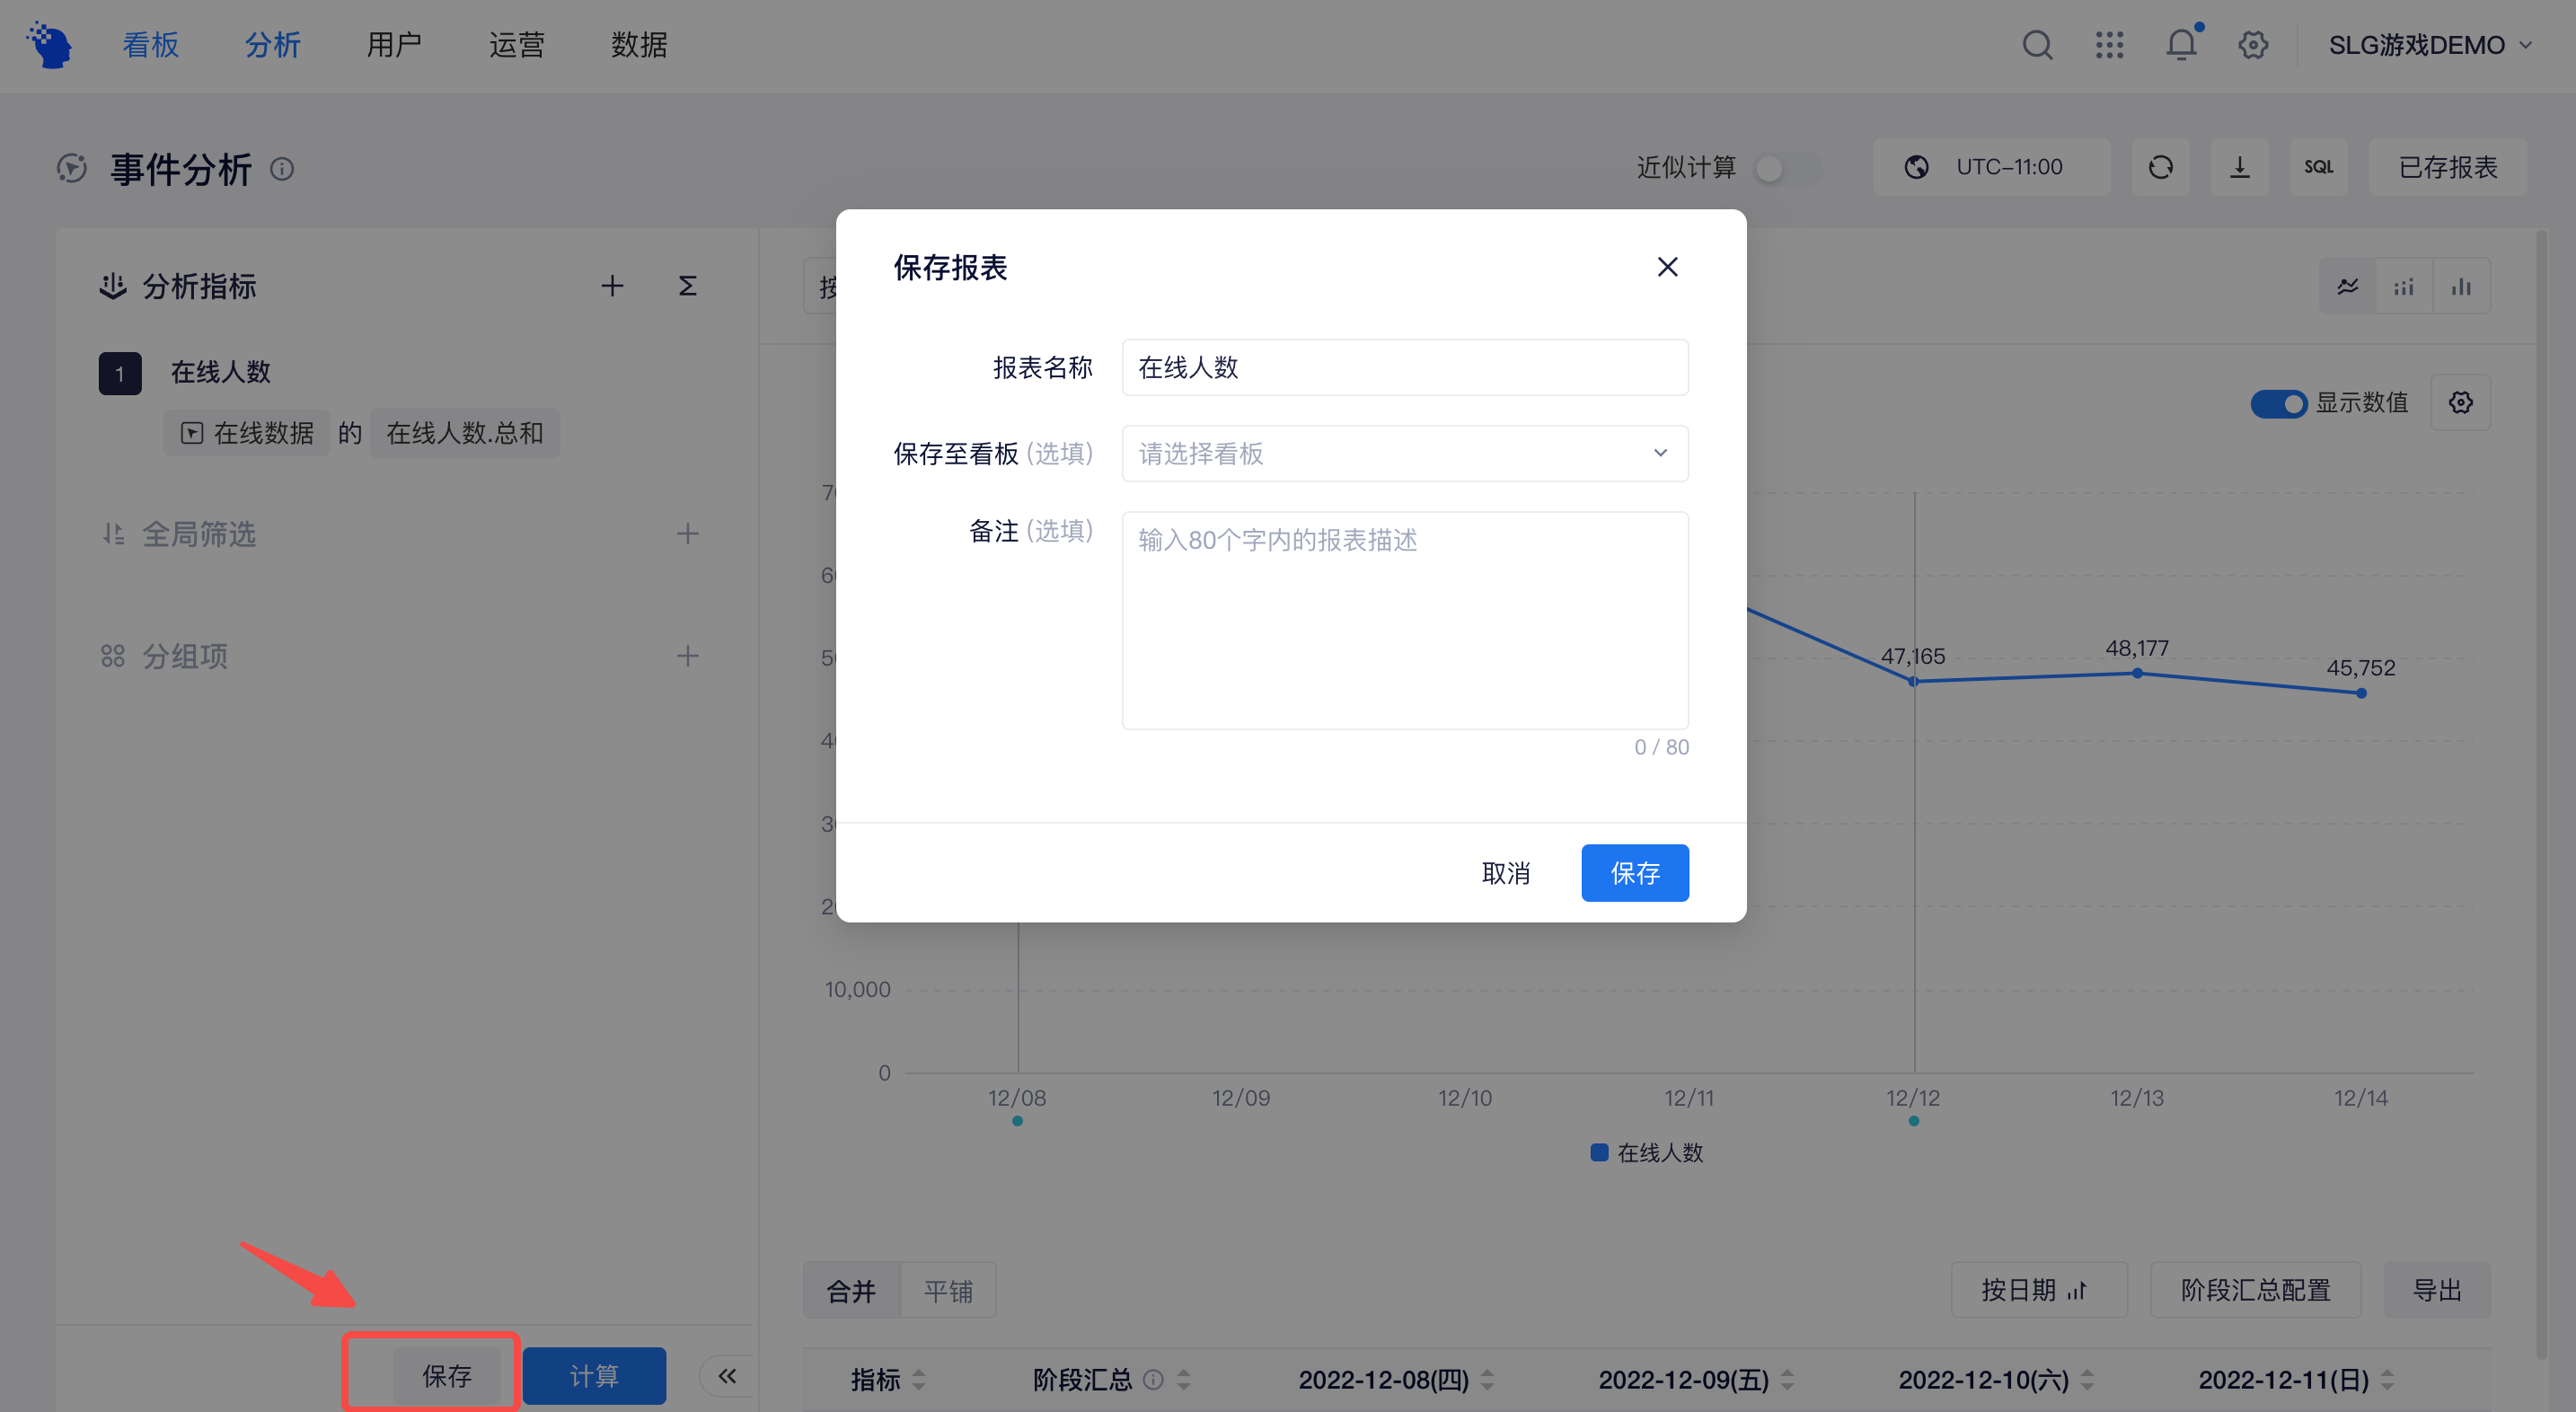 看板 分析 用户 运营 数据 SLG游戏DEMO
事件分析 近似计算 UTC-11:00 SQL 已存报表
分析指标
1 在线人数
在线数据 的 在线人数.总和
全局筛选
分组项
保存 计算
保存报表
报表名称 在线人数
保存至看板 (选填) 请选择看板
备注 (选填) 输入80个字内的报表描述
0 / 80
取消 保存
按
显示数值
47,165 48,177 45,752
10,000
0
12/08 12/09 12/10 12/11 12/12 12/13 12/14
在线人数
合并 平铺 按日期 阶段汇总配置 导出
指标 阶段汇总 2022-12-08(四) 2022-12-09(五) 2022-12-10(六) 2022-12-11(日)